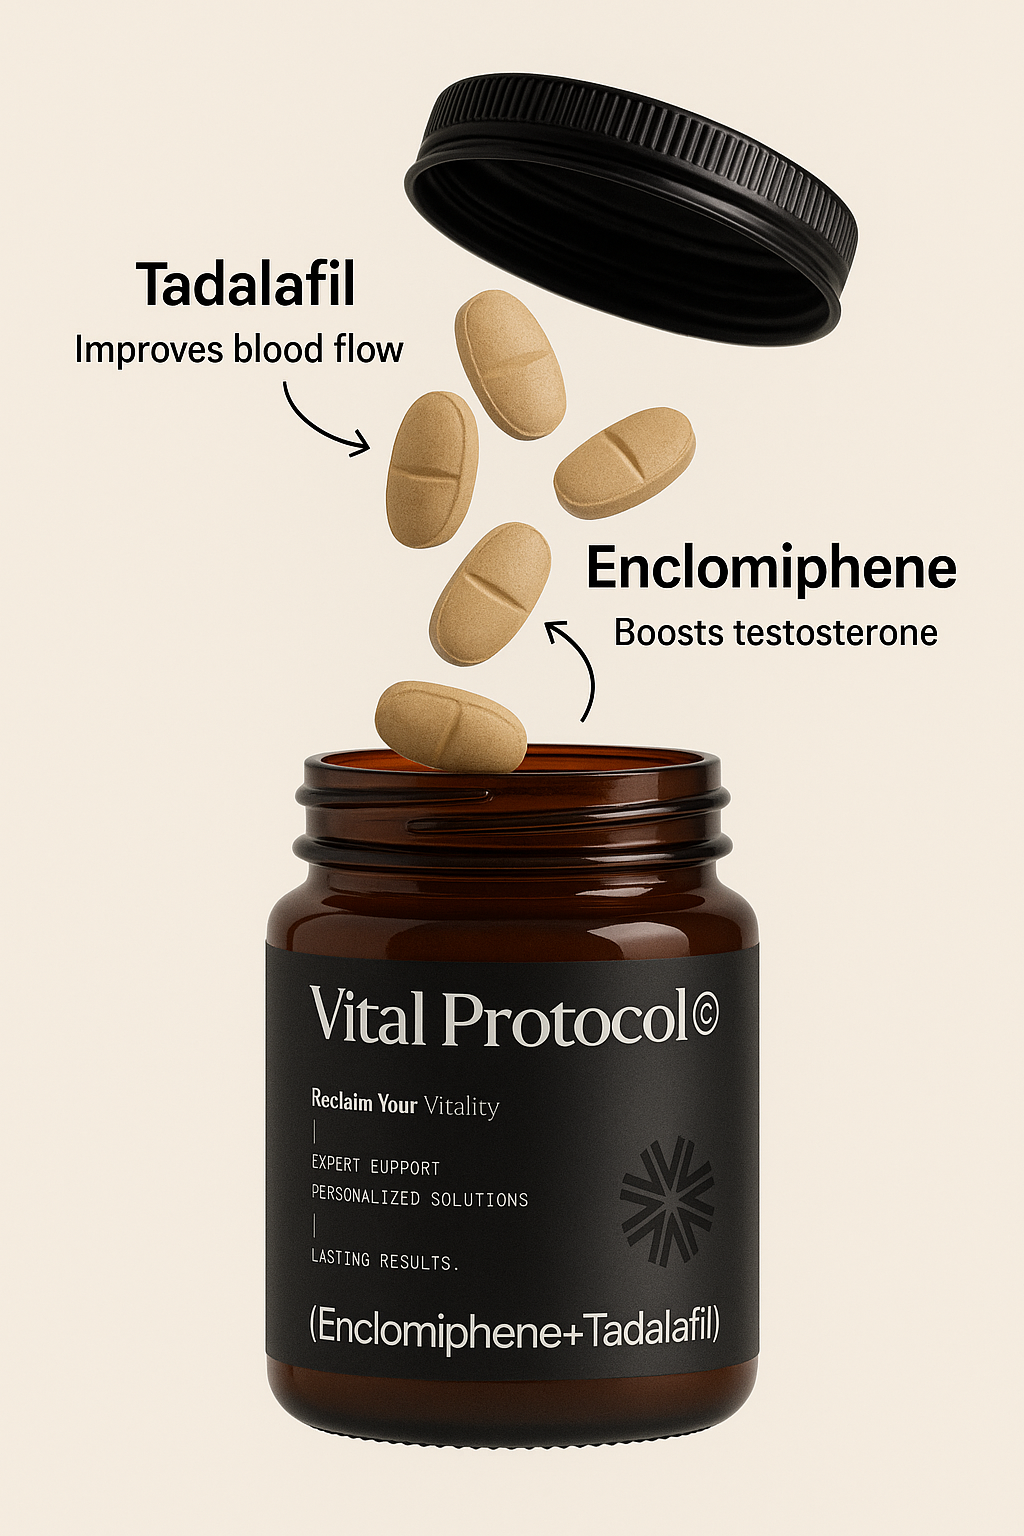 Tadalafil
Improves blood flow
Enclomiphene
Boosts testosterone
Vital Protocol©
Reclaim Your Vitality
EXPERT EUPPORT
PERSONALIZED SOLUTIONS
LASTING RESULTS.
(Enclomiphene+Tadalafil)